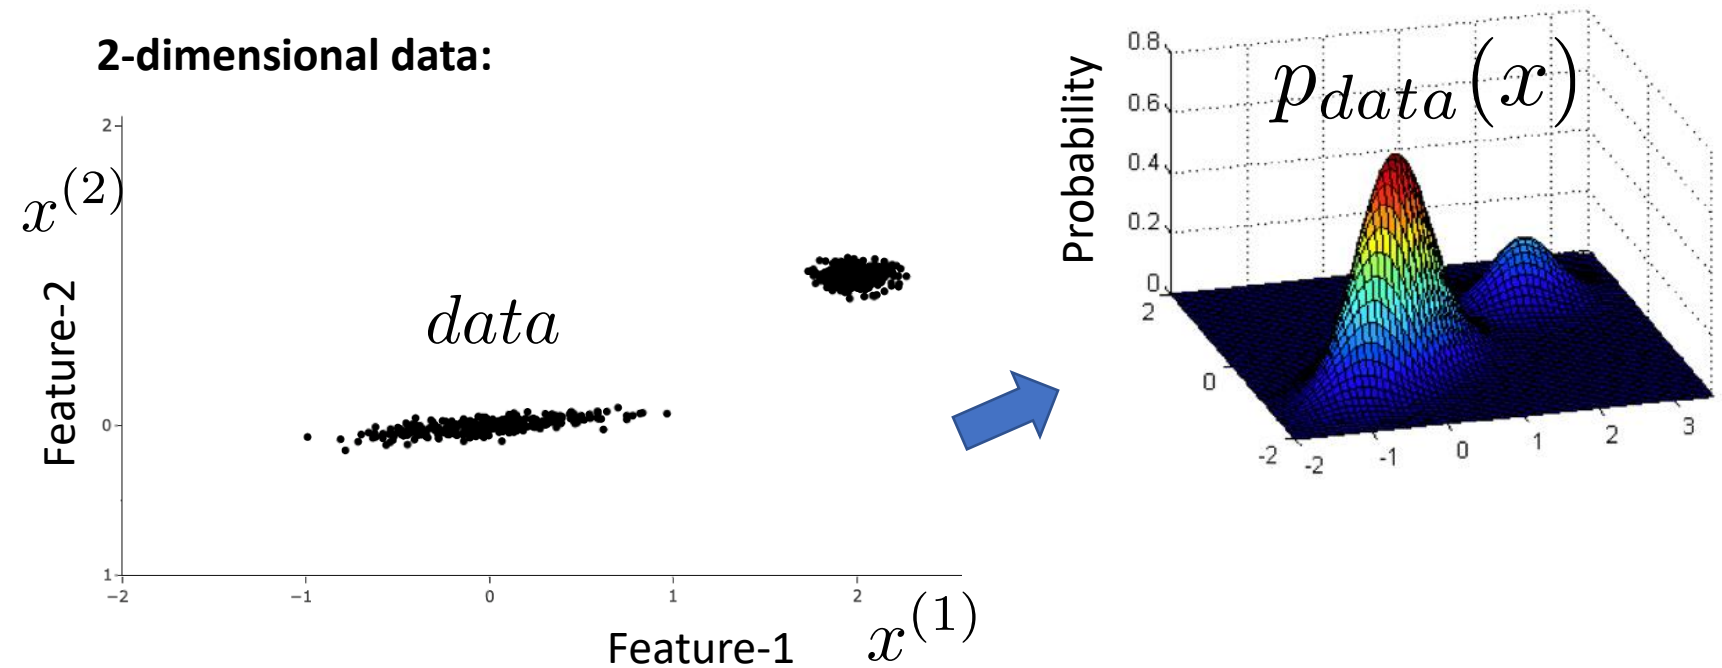 2-dimensional data:
2
x^(2)
Feature-2
data
0
1
−2
−1
0
1
2
Feature-1
x^(1)
Probability
p_data(x)
0.8
0.6
0.4
0.2
0
2
0
-2
-2
-1
0
1
2
3